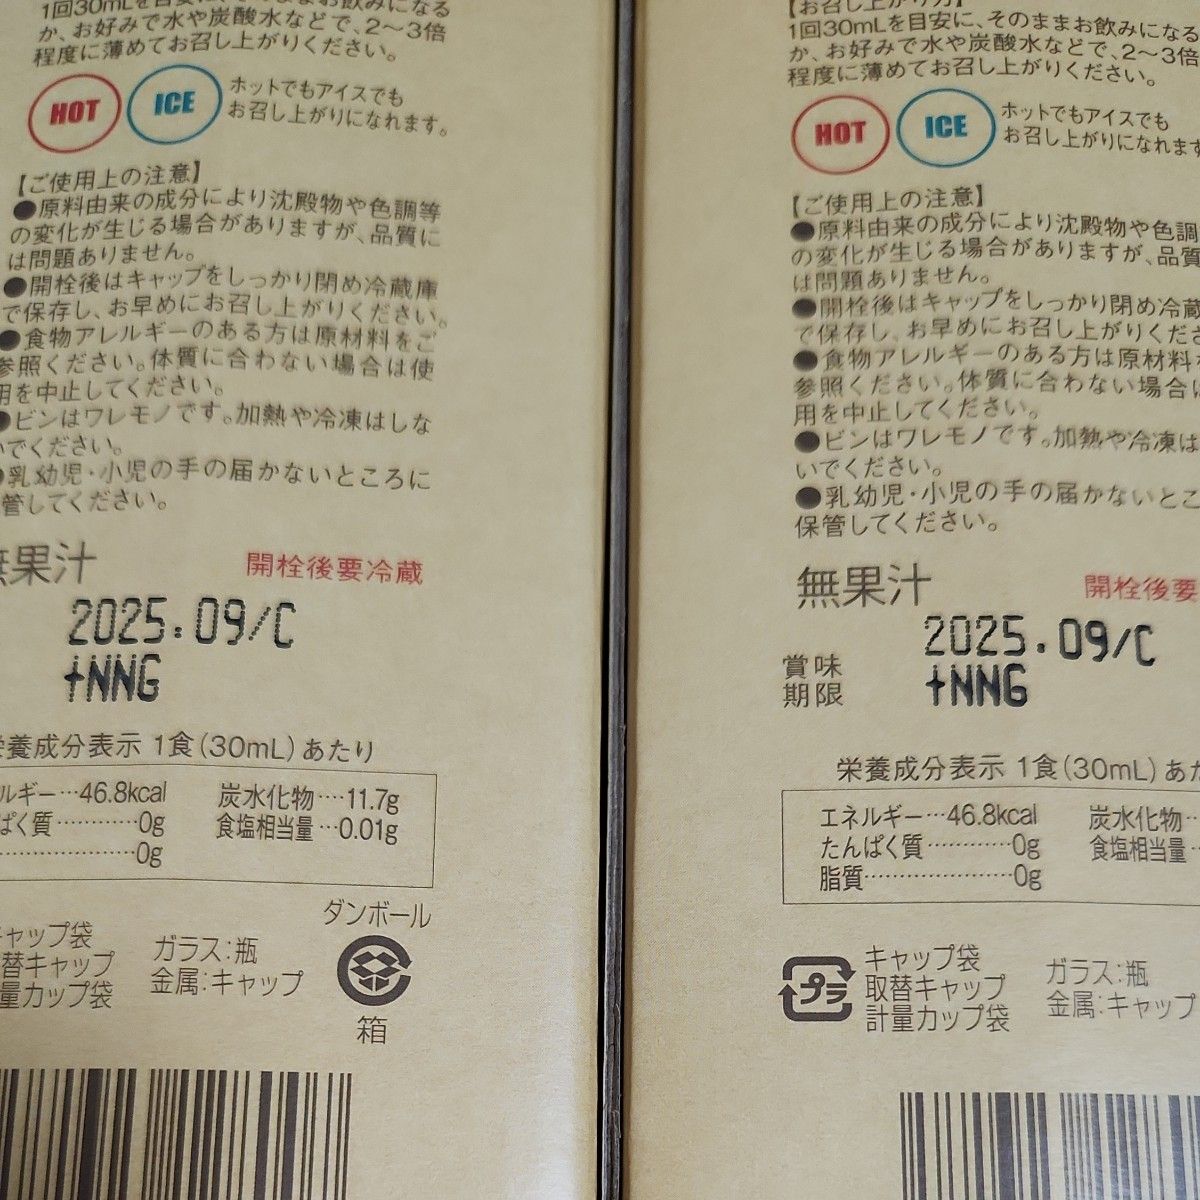 1回30mLを目安に、そのままお飲みになる
か、お好みで水や炭酸水などで、2〜3倍
程度に薄めてお召し上がりください。
HOT
ICE
ホットでもアイスでも
お召し上がりになれます。
【ご使用上の注意】
●原料由来の成分により沈殿物や色調等
の変化が生じる場合がありますが、品質に
は問題ありません。
●開栓後はキャップをしっかり閉め冷蔵庫
で保存し、お早めにお召し上がりください。
●食物アレルギーのある方は原材料をご
参照ください。体質に合わない場合は使
用を中止してください。
●ビンはワレモノです。加熱や冷凍はしな
いでください。
●乳幼児・小児の手の届かないところに
管してください。
無果汁
開栓後要冷蔵
2025.09/C
+NNG
栄養成分表示 1食(30mL)あたり
ルギー…46.8kcal 炭水化物….11.7g
ぱく質…………0g 食塩相当量…0.01g
……………0g
キャップ袋
替キャップ
量カップ袋
ガラス:瓶
金属:キャップ
ダンボール
箱
【お召し上がり方】
1回30mLを目安に、そのままお飲みになる
か、お好みで水や炭酸水などで、2〜3倍
程度に薄めてお召し上がりください。
HOT
ICE
ホットでもアイスでも
お召し上がりになれます
【ご使用上の注意】
●原料由来の成分により沈殿物や色調
の変化が生じる場合がありますが、品質
は問題ありません。
●開栓後はキャップをしっかり閉め冷蔵
で保存し、お早めにお召し上がりくださ
●食物アレルギーのある方は原材料を
参照ください。体質に合わない場合は
用を中止してください。
●ビンはワレモノです。加熱や冷凍は
いでください。
●乳幼児・小児の手の届かないとこ
保管してください。
無果汁
開栓後要
賞味
期限
2025.09/C
+NNG
栄養成分表示 1食(30mL)あた
エネルギー…46.8kcal 炭水化物…
たんぱく質…………0g 食塩相当量…
脂質…………………0g
プラ
キャップ袋
取替キャップ
計量カップ袋
ガラス:瓶
金属:キャップ